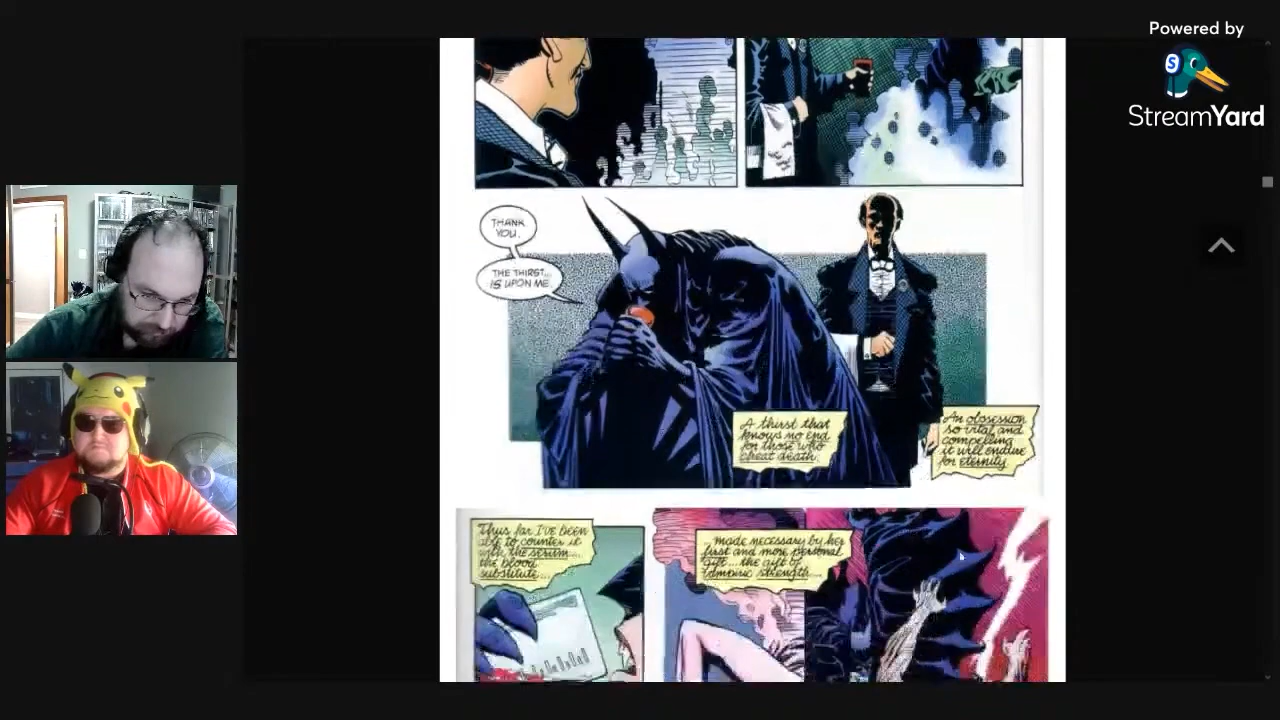 Powered by
StreamYard
THANK
YOU.
THE THIRST...
IS UPON ME.
A thirst that
knows no end
for those who
cheat death.
An obsession
so vital and
compelling
it will endure
for eternity.
Thus far I've been
able to counter it
with the serum...
the blood
substitute...
made necessary by her
first and more personal
gift... the gift of
vampiric strength...